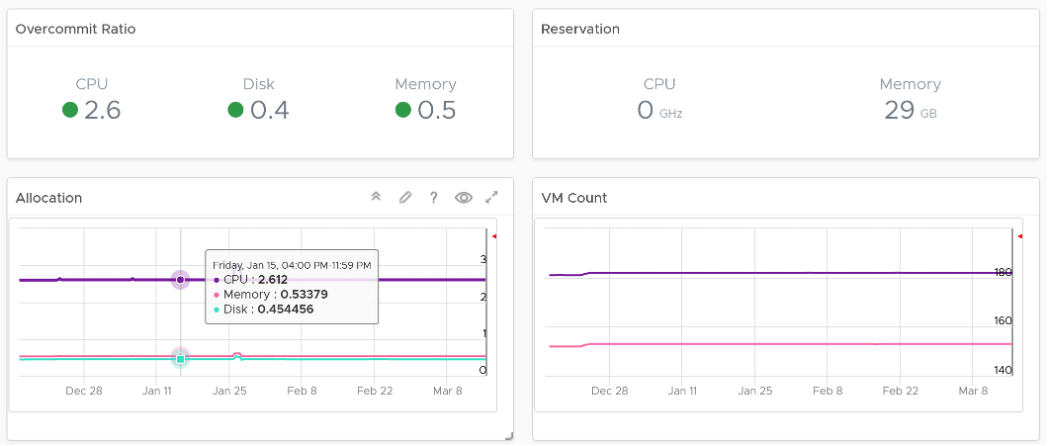 Overcommit Ratio
CPU Disk Memory
2.6 0.4 0.5
Reservation
CPU Memory
0 GHz 29 GB
Allocation ?
Friday, Jan 15, 04:00 PM-11:59 PM
CPU : 2.612
Memory : 0.53379
Disk : 0.454456
3
2
1
0
Dec 28 Jan 11 Jan 25 Feb 8 Feb 22 Mar 8
VM Count
180
160
140
Dec 28 Jan 11 Jan 25 Feb 8 Feb 22 Mar 8